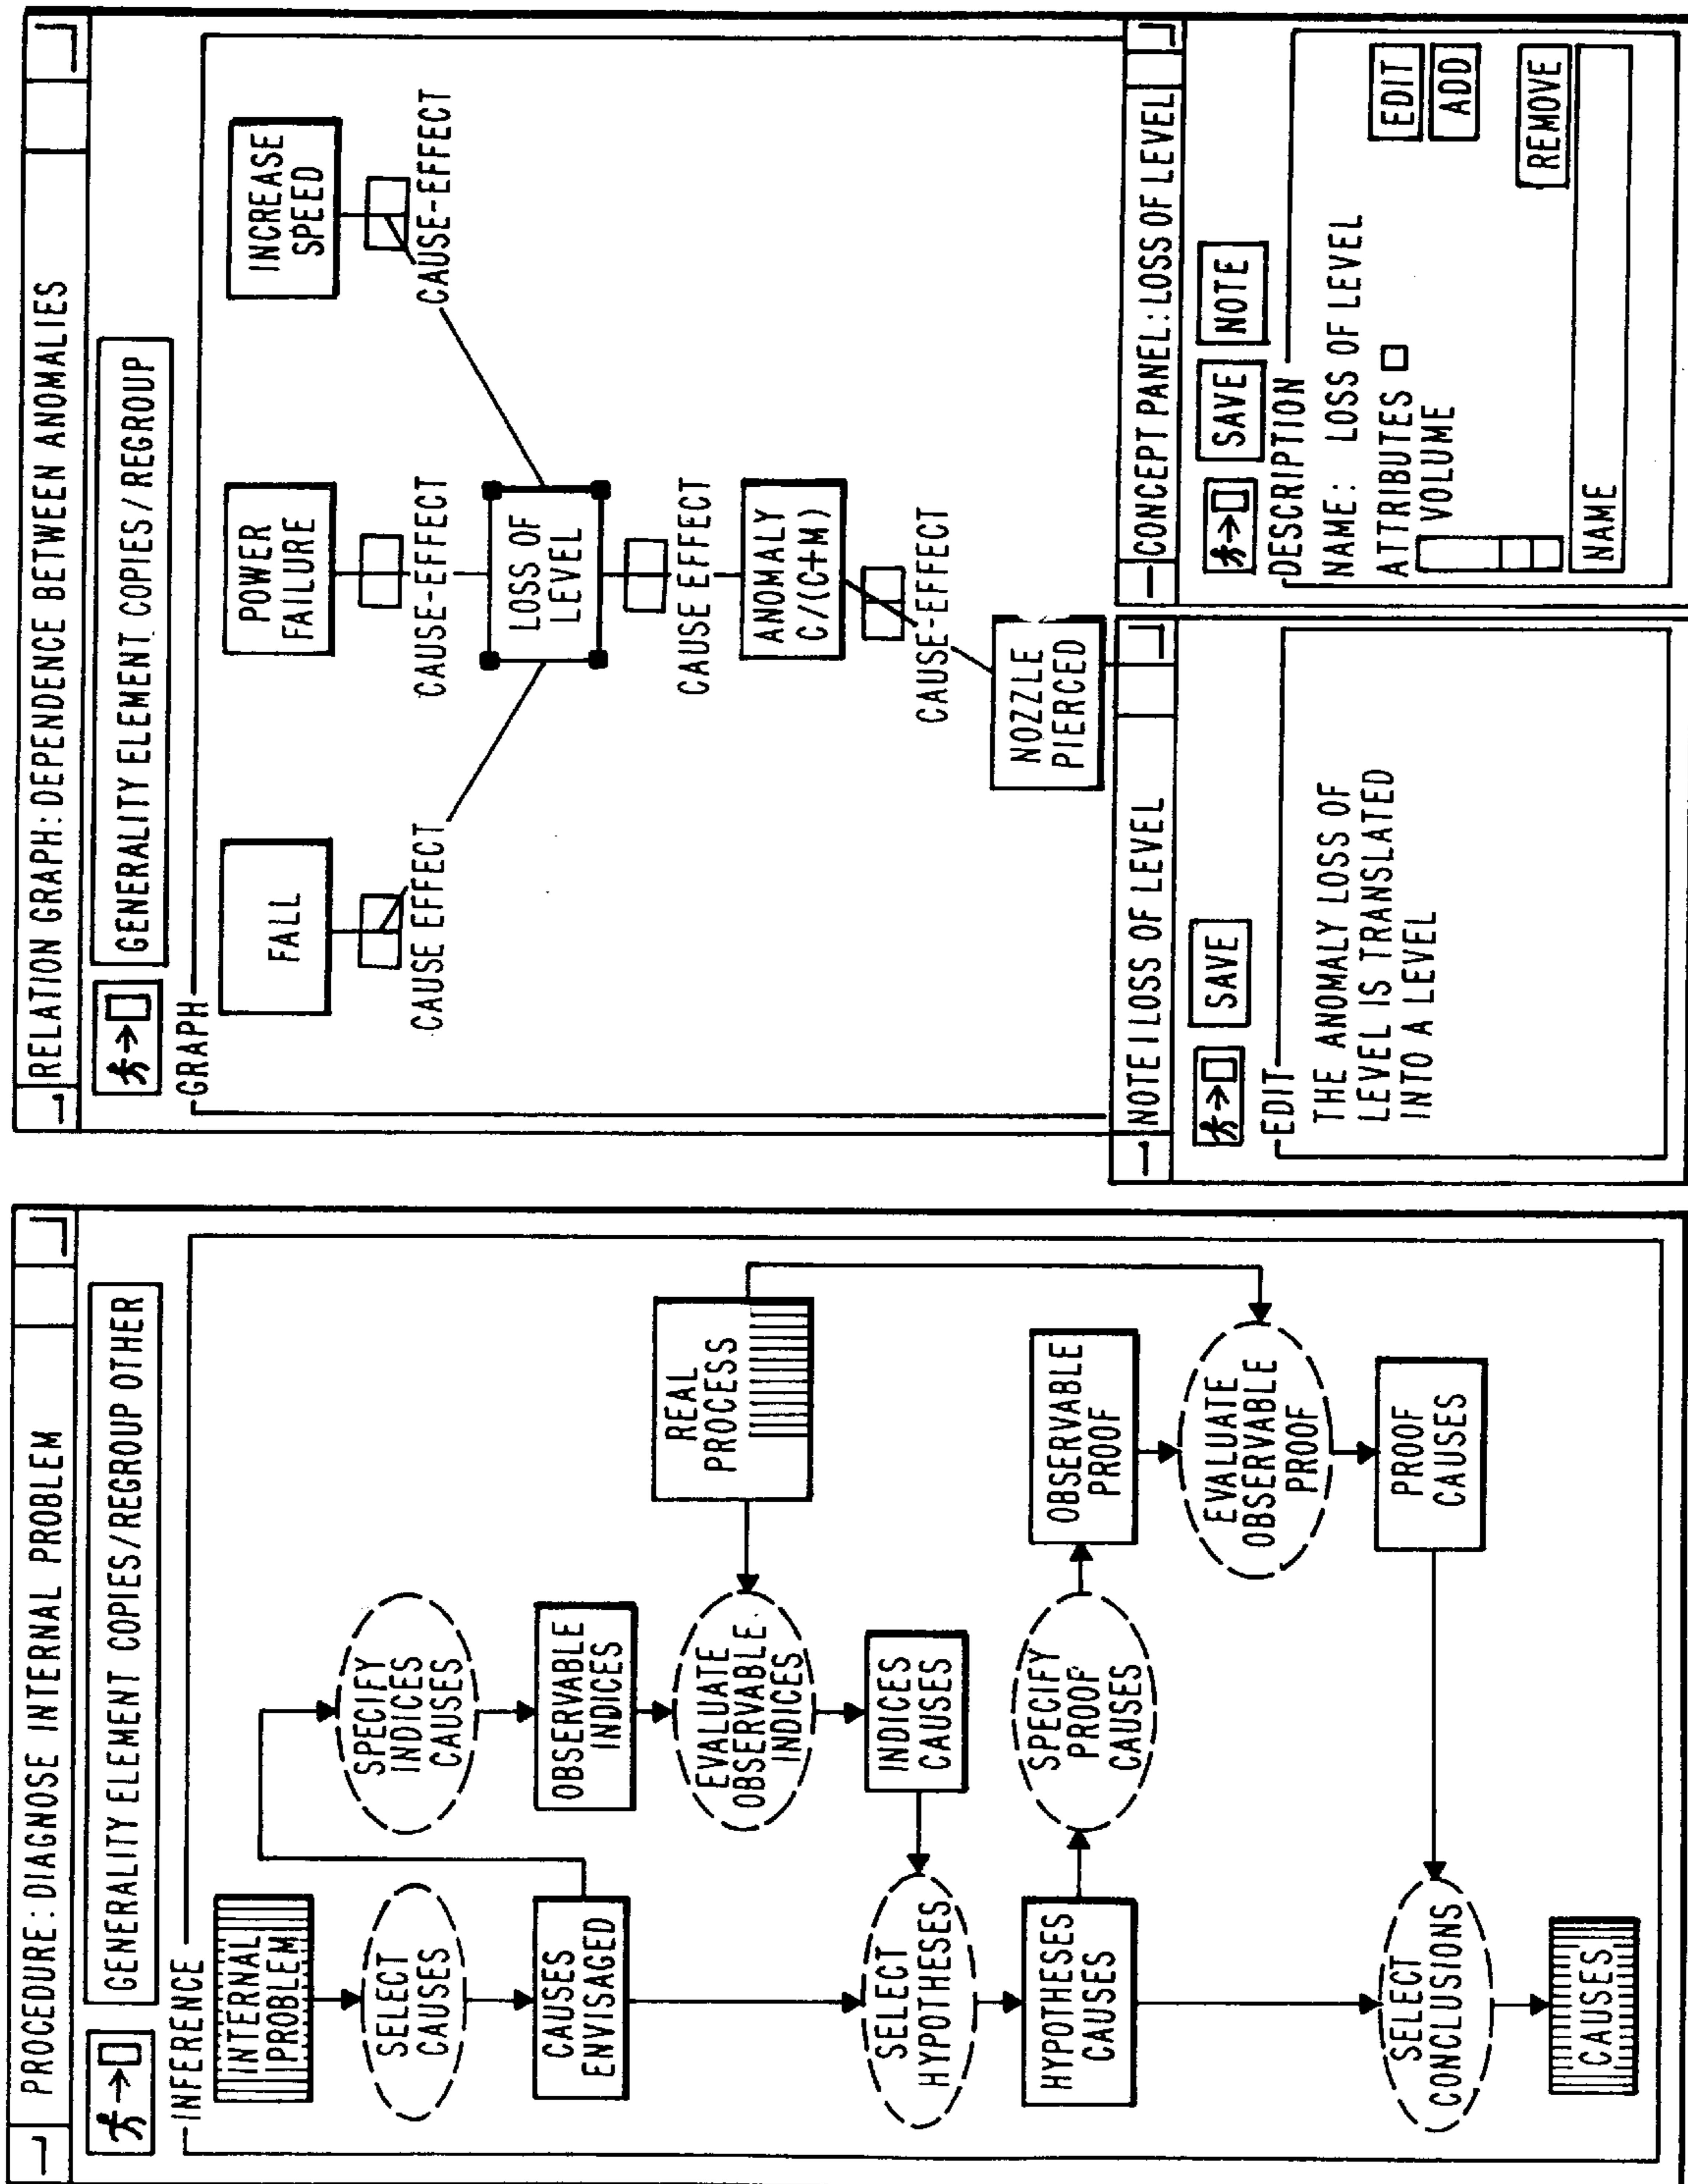 PROCEDURE: DIAGNOSE INTERNAL PROBLEM
GENERALITY ELEMENT COPIES/REGROUP OTHER
INFERENCE
INTERNAL
PROBLEM
SELECT
CAUSES
CAUSES
ENVISAGED
SPECIFY
INDICES
CAUSES
OBSERVABLE
INDICES
EVALUATE
OBSERVABLE
INDICES
REAL
PROCESS
INDICES
CAUSES
SELECT
HYPOTHESES
HYPOTHESES
CAUSES
SPECIFY
PROOF
CAUSES
OBSERVABLE
PROOF
EVALUATE
OBSERVABLE
PROOF
PROOF
CAUSES
SELECT
CONCLUSIONS
CAUSES
RELATION GRAPH: DEPENDENCE BETWEEN ANOMALIES
GENERALITY ELEMENT COPIES/REGROUP
GRAPH
FALL
CAUSE EFFECT
POWER
FAILURE
CAUSE-EFFECT
INCREASE
SPEED
CAUSE-EFFECT
LOSS OF
LEVEL
CAUSE EFFECT
ANOMALY
C/(C+M)
CAUSE-EFFECT
NOZZLE
PIERCED
NOTE I LOSS OF LEVEL
SAVE
EDIT
THE ANOMALY LOSS OF
LEVEL IS TRANSLATED
INTO A LEVEL
CONCEPT PANEL: LOSS OF LEVEL
SAVE NOTE
DESCRIPTION
NAME: LOSS OF LEVEL
ATTRIBUTES
VOLUME
EDIT
ADD
REMOVE
NAME